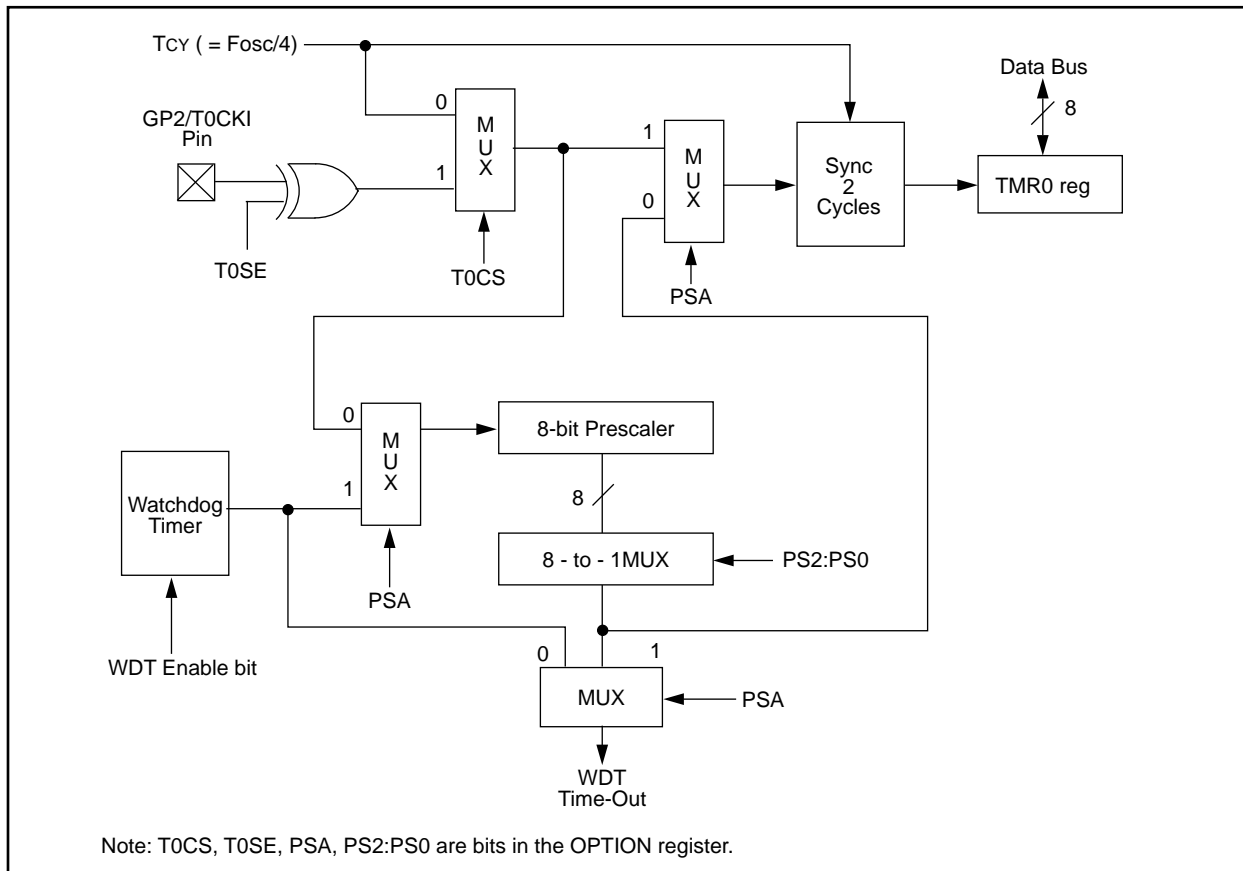 TCY ( = Fosc/4)
Data Bus
8
GP2/T0CKI
Pin
0
1
M
U
X
T0SE
T0CS
1
0
M
U
X
PSA
Sync
2
Cycles
TMR0 reg
0
1
M
U
X
8-bit Prescaler
Watchdog
Timer
8
8 - to - 1MUX
PS2:PS0
PSA
WDT Enable bit
0
1
MUX
PSA
WDT
Time-Out
Note: T0CS, T0SE, PSA, PS2:PS0 are bits in the OPTION register.